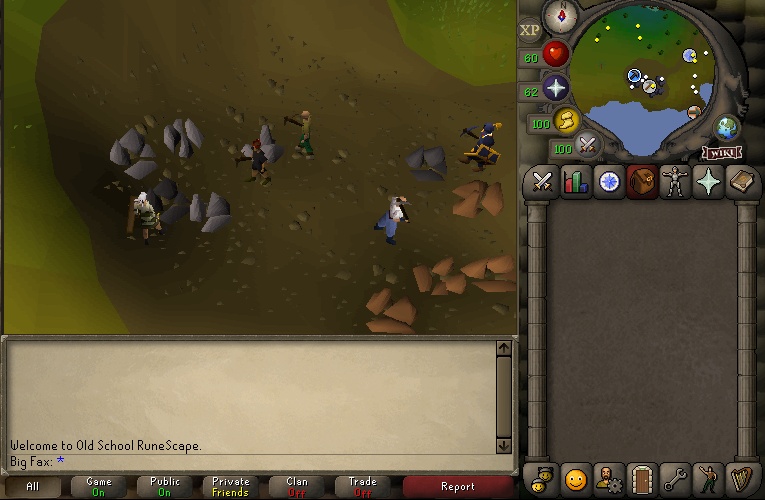 N
XP
60
62
100
100
WIKI
Welcome to Old School RuneScape.
Big Fax: *
All
Game
On
Public
On
Private
Friends
Clan
Off
Trade
Off
Report